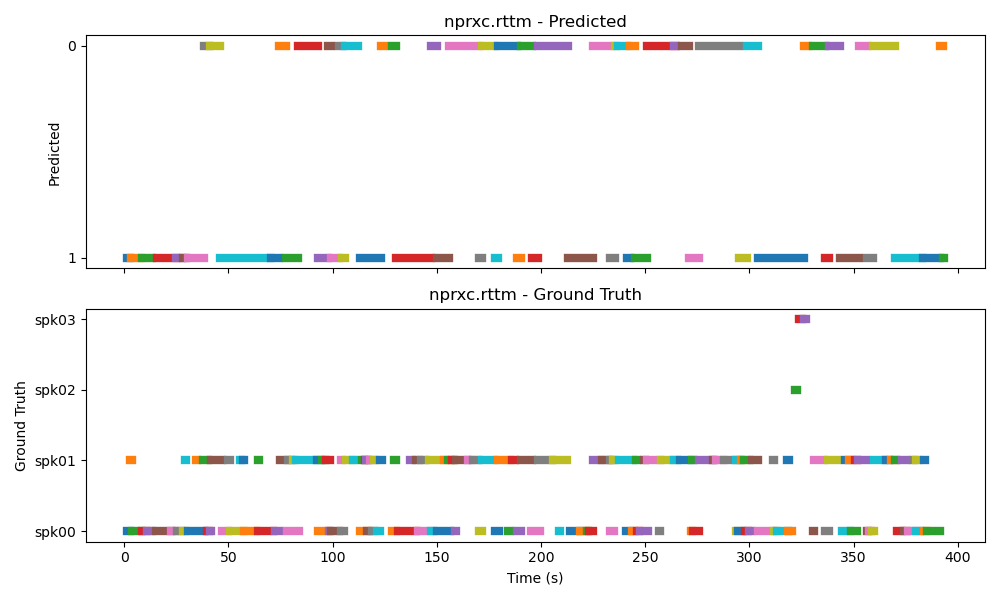 nprxc.rttm - Predicted
0
Predicted
1
nprxc.rttm - Ground Truth
spk03
spk02
Ground Truth
spk01
spk00
0 50 100 150 200 250 300 350 400
Time (s)